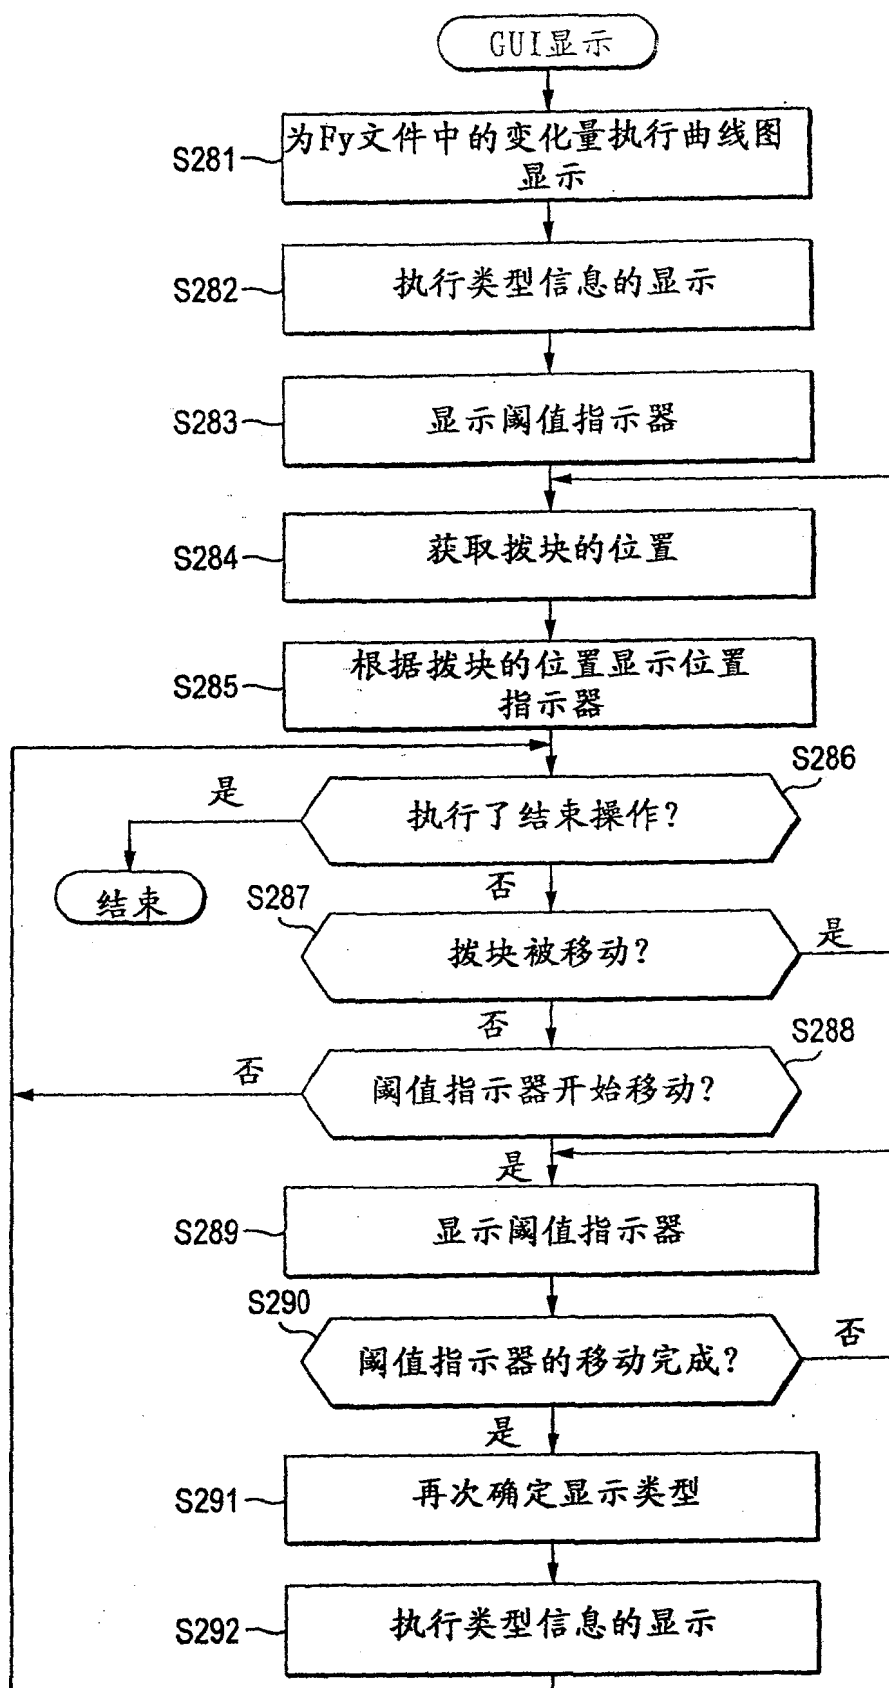 GUI显示
S281
为Fy文件中的变化量执行曲线图
显示
S282
执行类型信息的显示
S283
显示阈值指示器
S284
获取拨块的位置
S285
根据拨块的位置显示位置
指示器
S286
执行了结束操作?
是
结束
否
S287
拨块被移动?
是
否
S288
阈值指示器开始移动?
否
是
S289
显示阈值指示器
S290
阈值指示器的移动完成?
否
是
S291
再次确定显示类型
S292
执行类型信息的显示